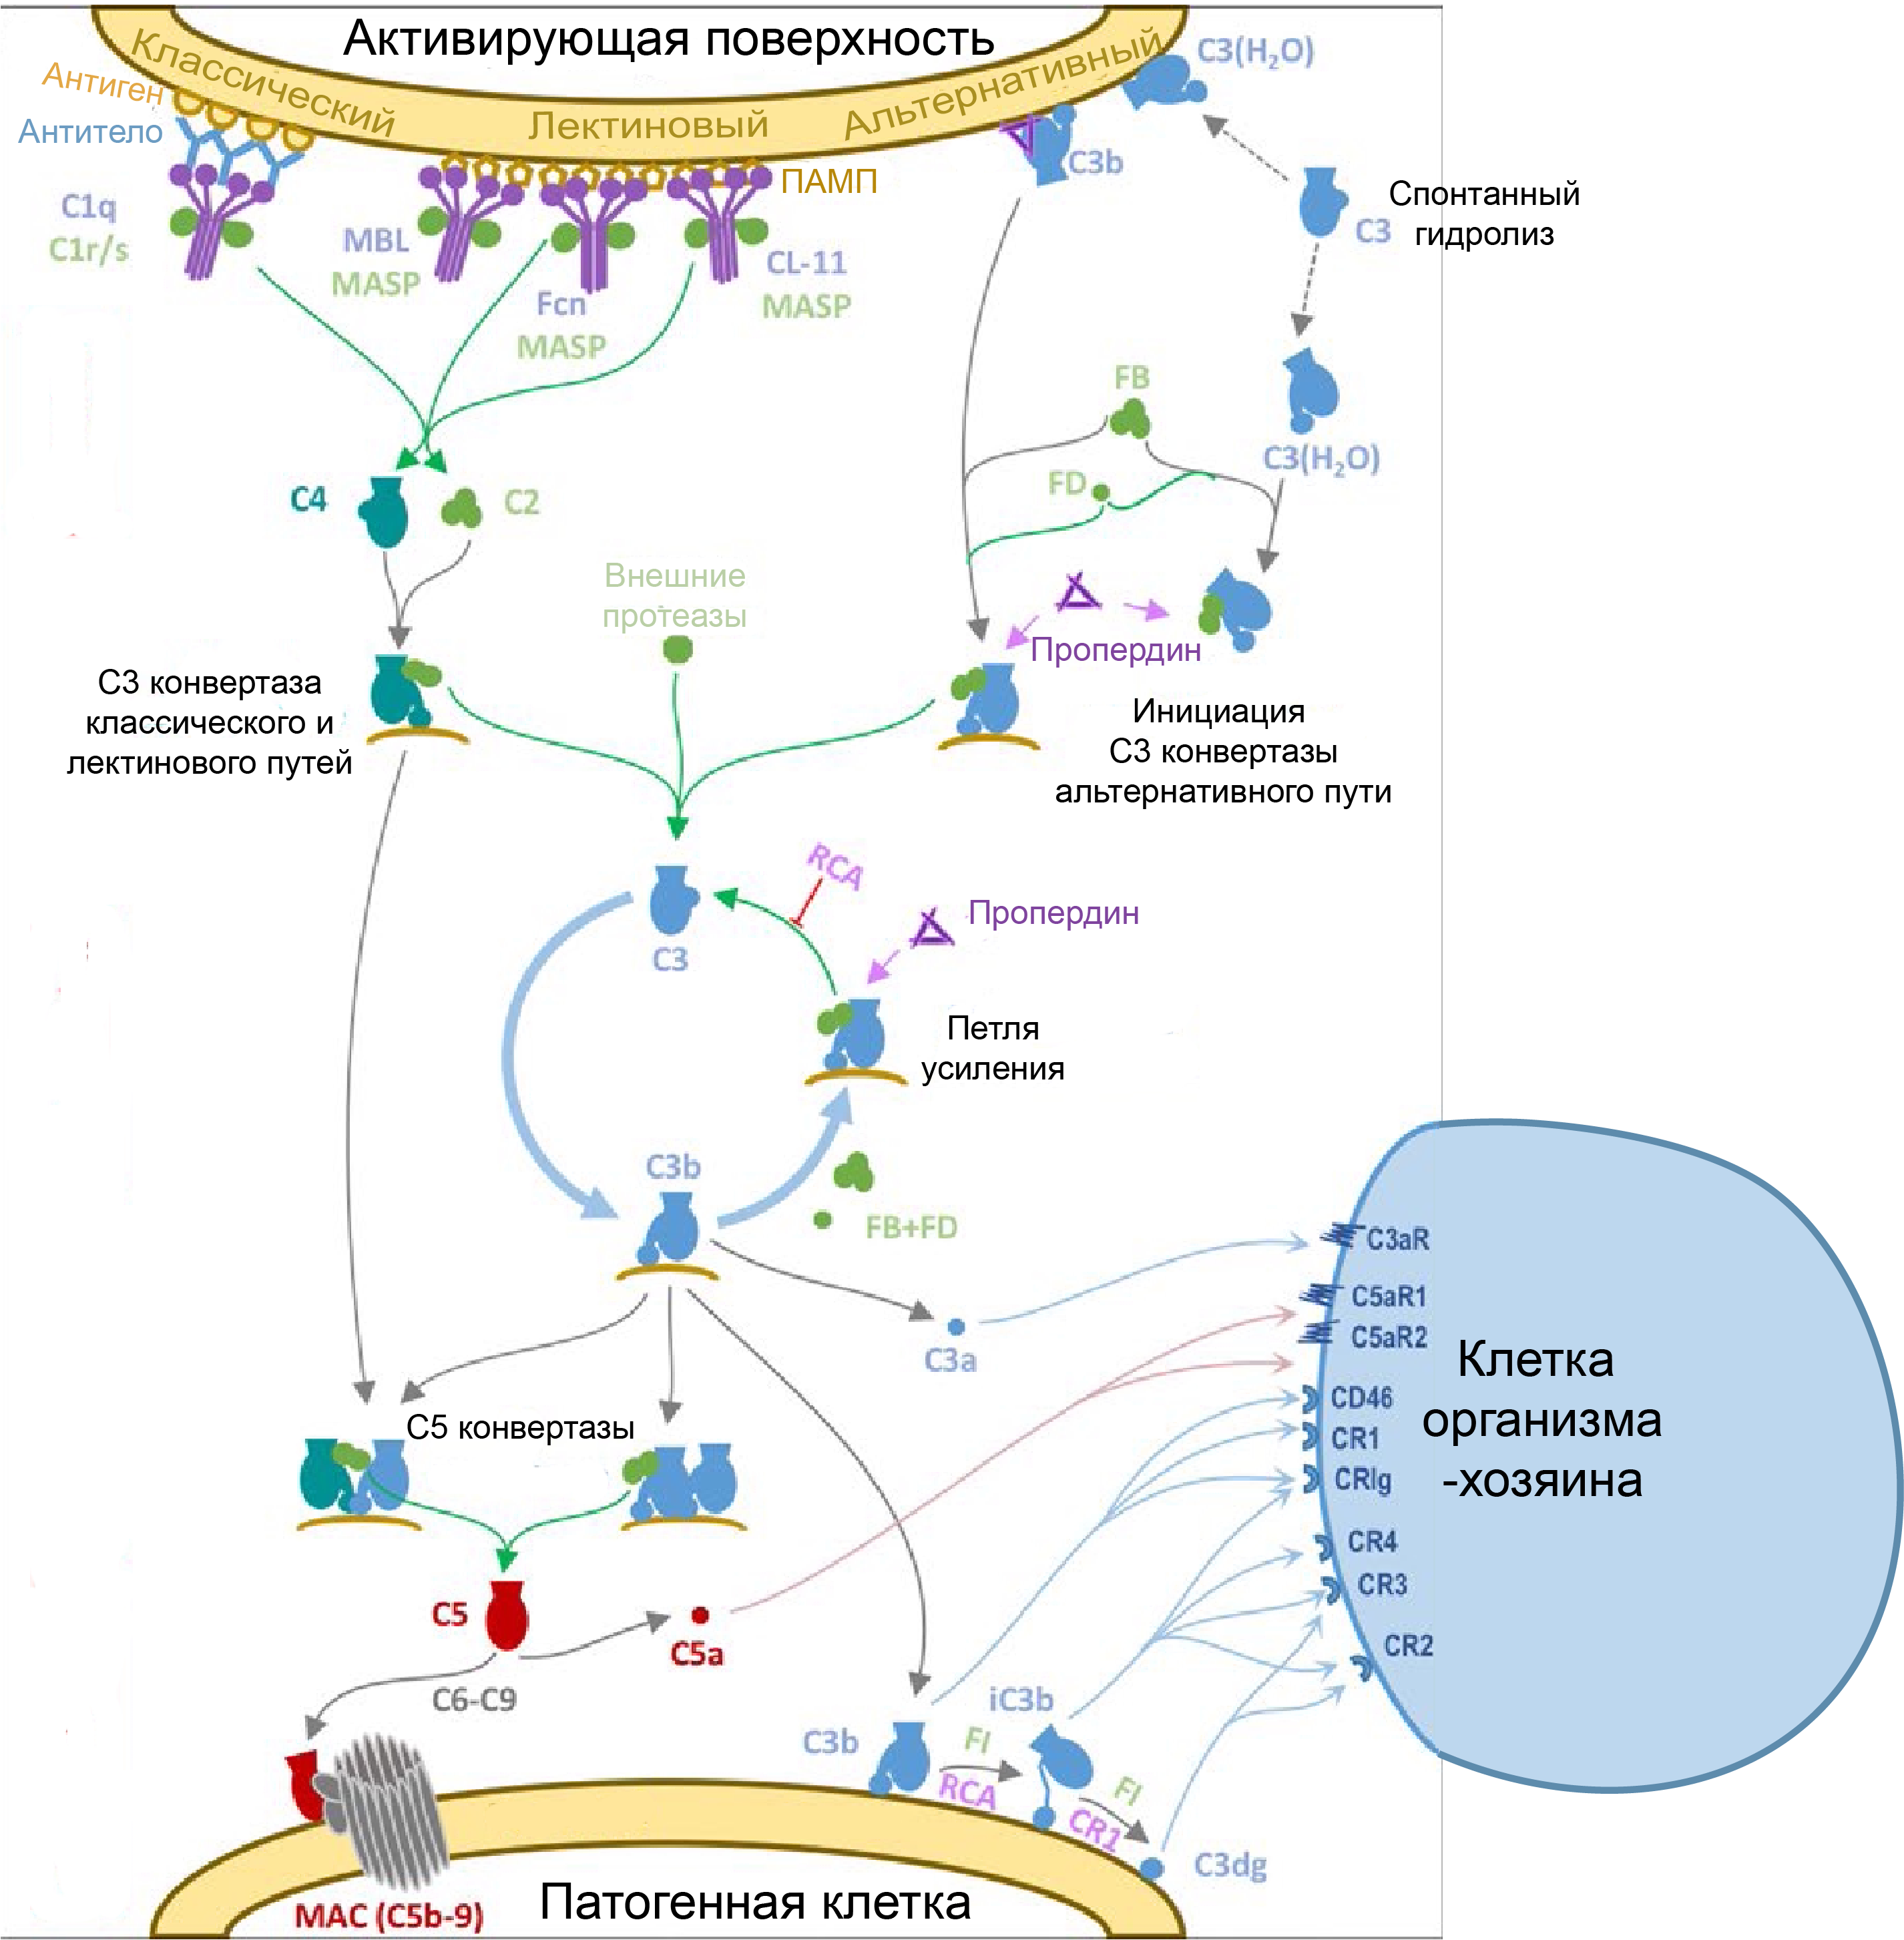 Активирующая поверхность
Классический
Лектиновый
Альтернативный
C3(H₂O)
Антиген
Антитело
C3b
ПАМП
Спонтанный
гидролиз
C3
C1q
C1r/s
MBL
MASP
Fcn
MASP
CL-11
MASP
FB
C3(H₂O)
FD
C4
C2
Внешние
протеазы
Пропердин
С3 конвертаза
классического и
лектинового путей
Инициация
С3 конвертазы
альтернативного пути
RCA
Пропердин
C3
Петля
усиления
C3b
FB+FD
C3a
C3aR
C5aR1
C5aR2
CD46
CR1
CRIg
CR4
CR3
CR2
Клетка
организма
-хозяина
С5 конвертазы
C5
C5a
C6-C9
C3b
FI
RCA
iC3b
FI
CR1
C3dg
MAC (C5b-9)
Патогенная клетка